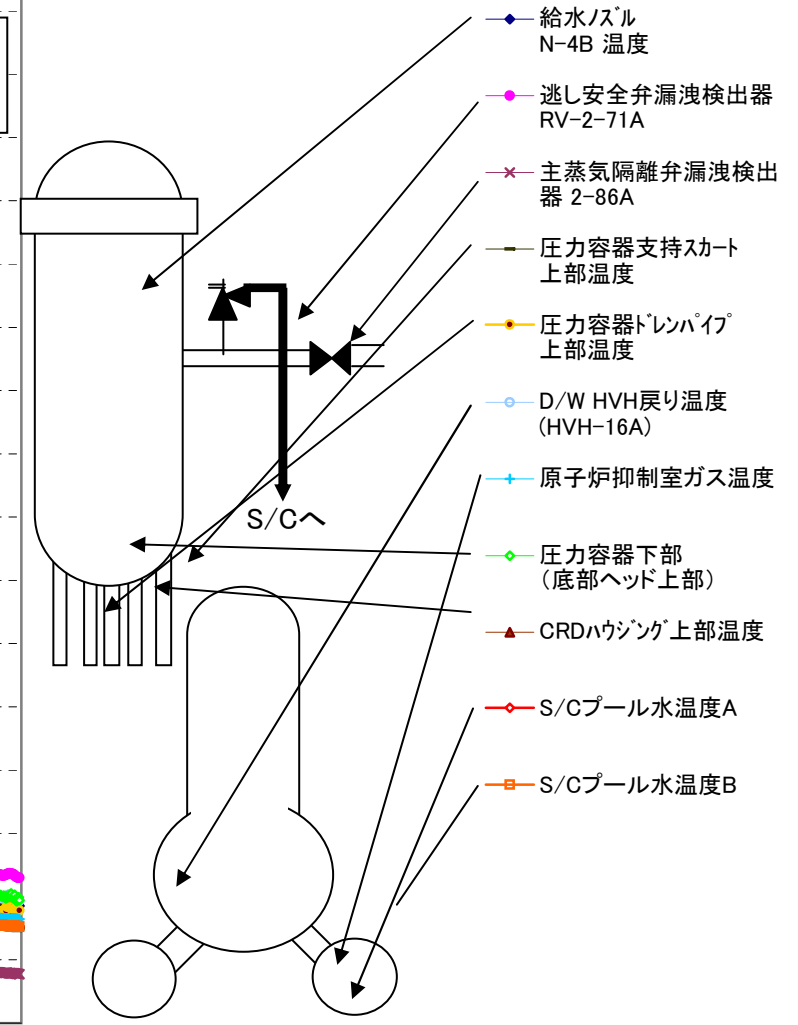 給水ノズル
N-4B 温度
逃し安全弁漏洩検出器
RV-2-71A
主蒸気隔離弁漏洩検出
器 2-86A
圧力容器支持スカート
上部温度
圧力容器ドレンパイプ
上部温度
D/W HVH戻り温度
(HVH-16A)
原子炉抑制室ガス温度
S/Cへ
圧力容器下部
（底部ヘッド上部）
CRDハウジング上部温度
S/Cプール水温度A
S/Cプール水温度B